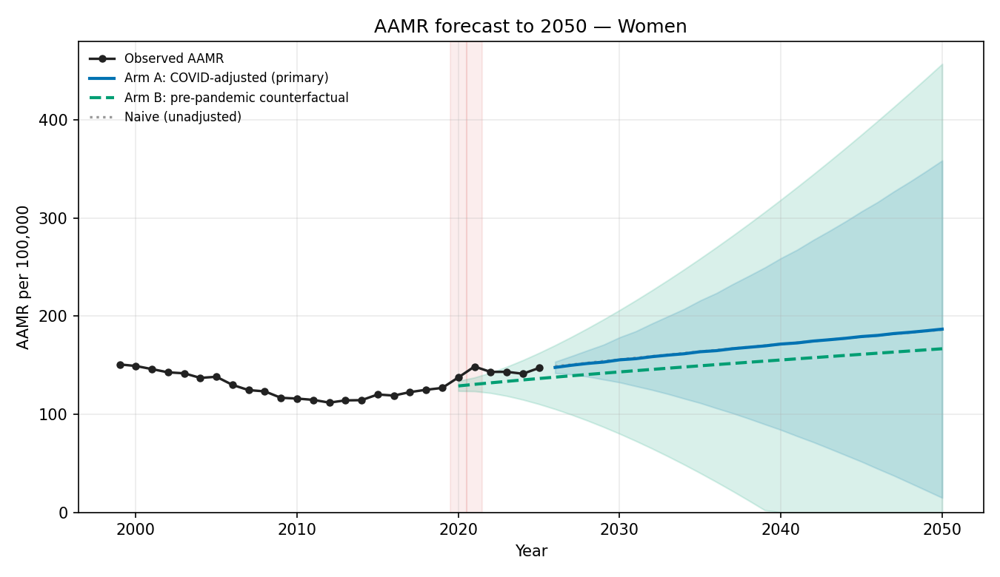 AAMR forecast to 2050 — Women
Observed AAMR
Arm A: COVID-adjusted (primary)
Arm B: pre-pandemic counterfactual
Naive (unadjusted)
AAMR per 100,000
400
300
200
100
0
2000
2010
2020
2030
2040
2050
Year